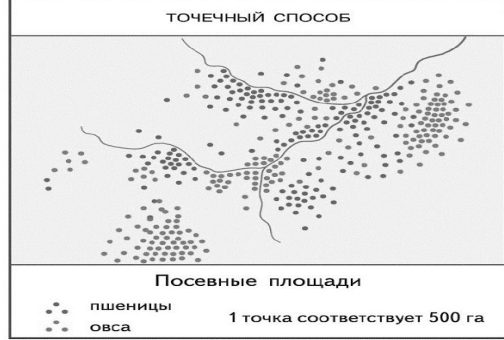 ТОЧЕЧНЫЙ СПОСОБ
Посевные площади
пшеницы
овса
1 точка соответствует 500 га